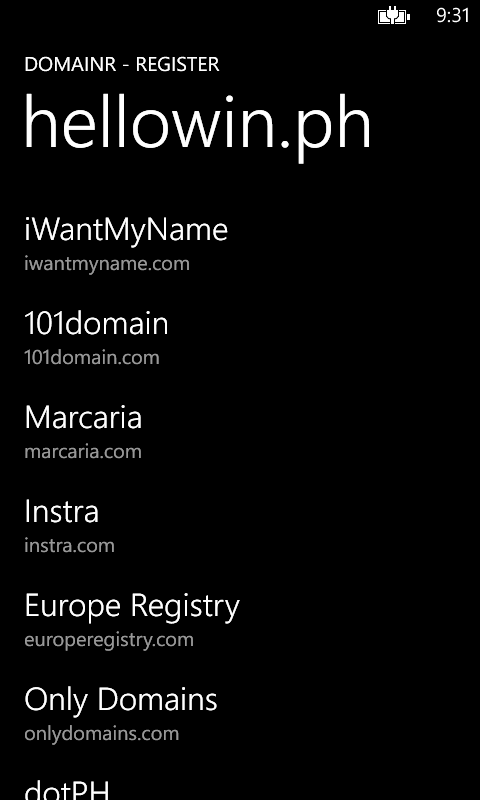 9:31
DOMAINR - REGISTER
hellowin.ph
iWantMyName
iwantmyname.com
101domain
101domain.com
Marcaria
marcaria.com
Instra
instra.com
Europe Registry
europeregistry.com
Only Domains
onlydomains.com
dotPH